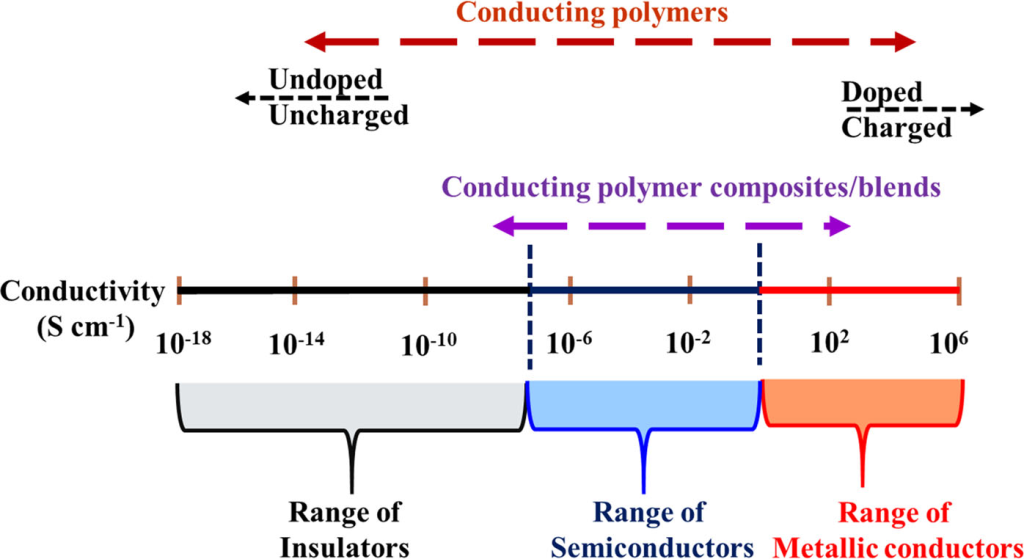 Conducting polymers
Undoped
Uncharged
Doped
Charged
Conducting polymer composites/blends
Conductivity
(S cm⁻¹)
10⁻¹⁸ 10⁻¹⁴ 10⁻¹⁰ 10⁻⁶ 10⁻² 10² 10⁶
Range of
Insulators
Range of
Semiconductors
Range of
Metallic conductors